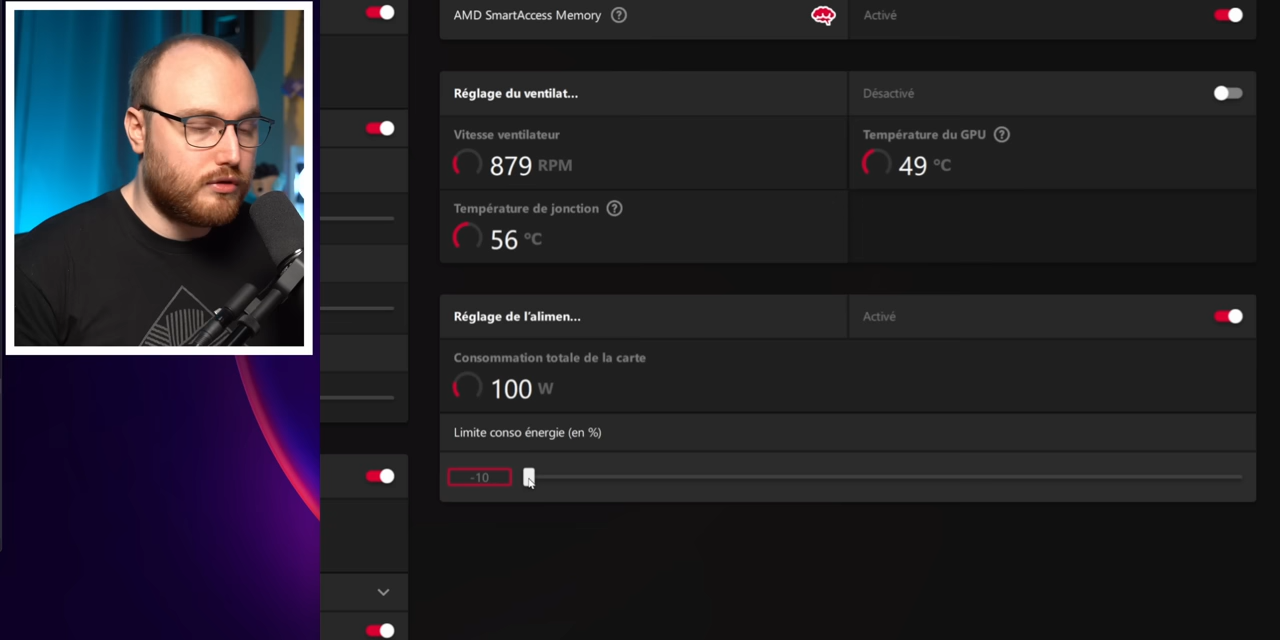 AMD SmartAccess Memory ?
Activé
Réglage du ventilat...
Désactivé
Vitesse ventilateur
879 RPM
Température du GPU ?
49 °C
Température de jonction ?
56 °C
Réglage de l'alimen...
Activé
Consommation totale de la carte
100 W
Limite conso énergie (en %)
-10